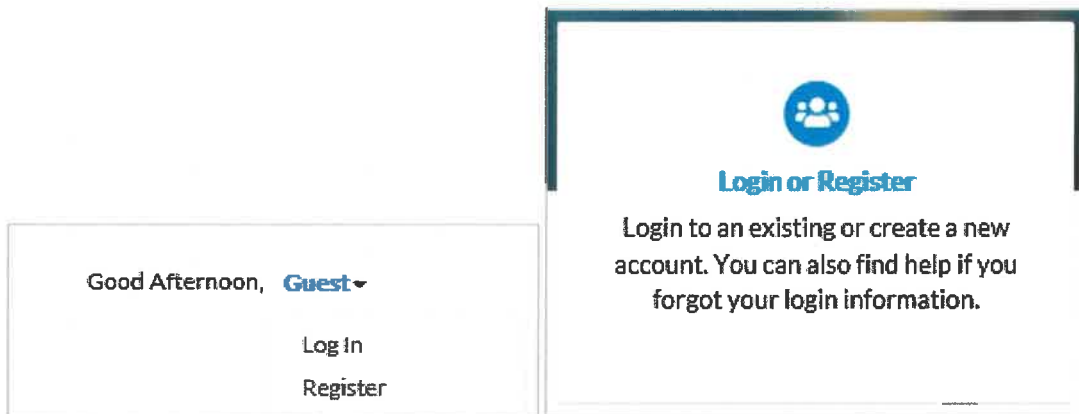 Good Afternoon, Guest
Log In
Register
Login or Register
Login to an existing or create a new
account. You can also find help if you
forgot your login information.